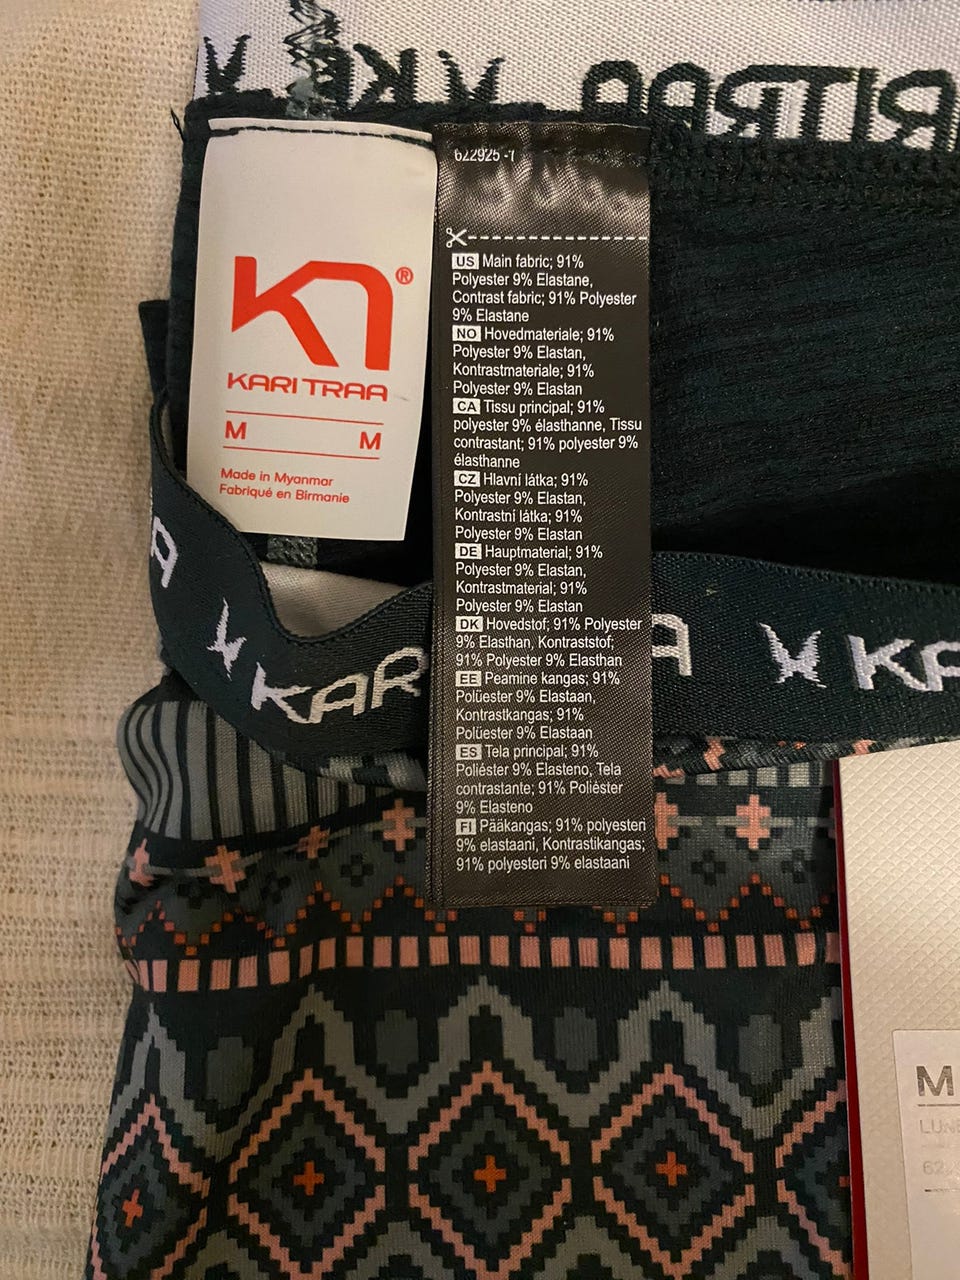 622925 -1
KARI TRAA
M M
Made in Myanmar
Fabriqué en Birmanie
US Main fabric; 91%
Polyester 9% Elastane,
Contrast fabric; 91% Polyester
9% Elastane
NO Hovedmateriale; 91%
Polyester 9% Elastan,
Kontrastmateriale; 91%
Polyester 9% Elastan
CA Tissu principal; 91%
polyester 9% élasthanne, Tissu
contrastant; 91% polyester 9%
élasthanne
CZ Hlavní látka; 91%
Polyester 9% Elastan,
Kontrastní látka; 91%
Polyester 9% Elastan
DE Hauptmaterial; 91%
Polyester 9% Elastan,
Kontrastmaterial; 91%
Polyester 9% Elastan
DK Hovedstof; 91% Polyester
9% Elasthan, Kontraststof;
91% Polyester 9% Elasthan
EE Peamine kangas; 91%
Polüester 9% Elastaan,
Kontrastkangas; 91%
Polüester 9% Elastaan
ES Tela principal; 91%
Poliéster 9% Elasteno, Tela
contrastante; 91% Poliéster
9% Elasteno
FI Pääkangas; 91% polyesteri
9% elastaani, Kontrastikangas;
91% polyesteri 9% elastaani
KAR A KA
M